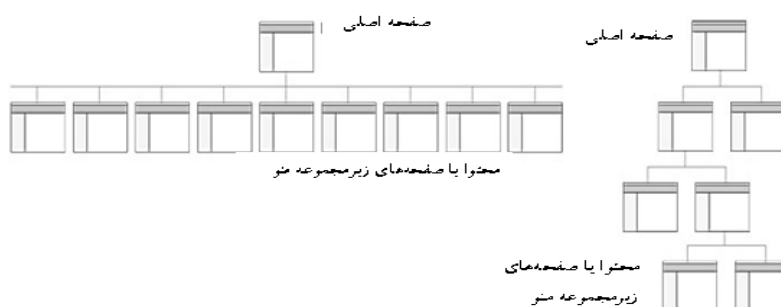 صفحه اصلی
صفحه اصلی
محتوا یا صفحه‌های زیرمجموعه منو
محتوا یا صفحه‌های
زیرمجموعه منو